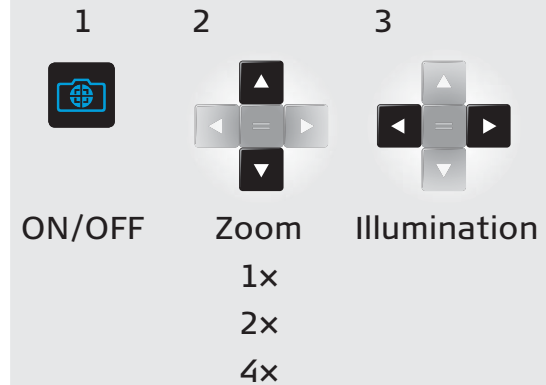 1 2 3
=
=
ON/OFF Zoom Illumination
1×
2×
4×